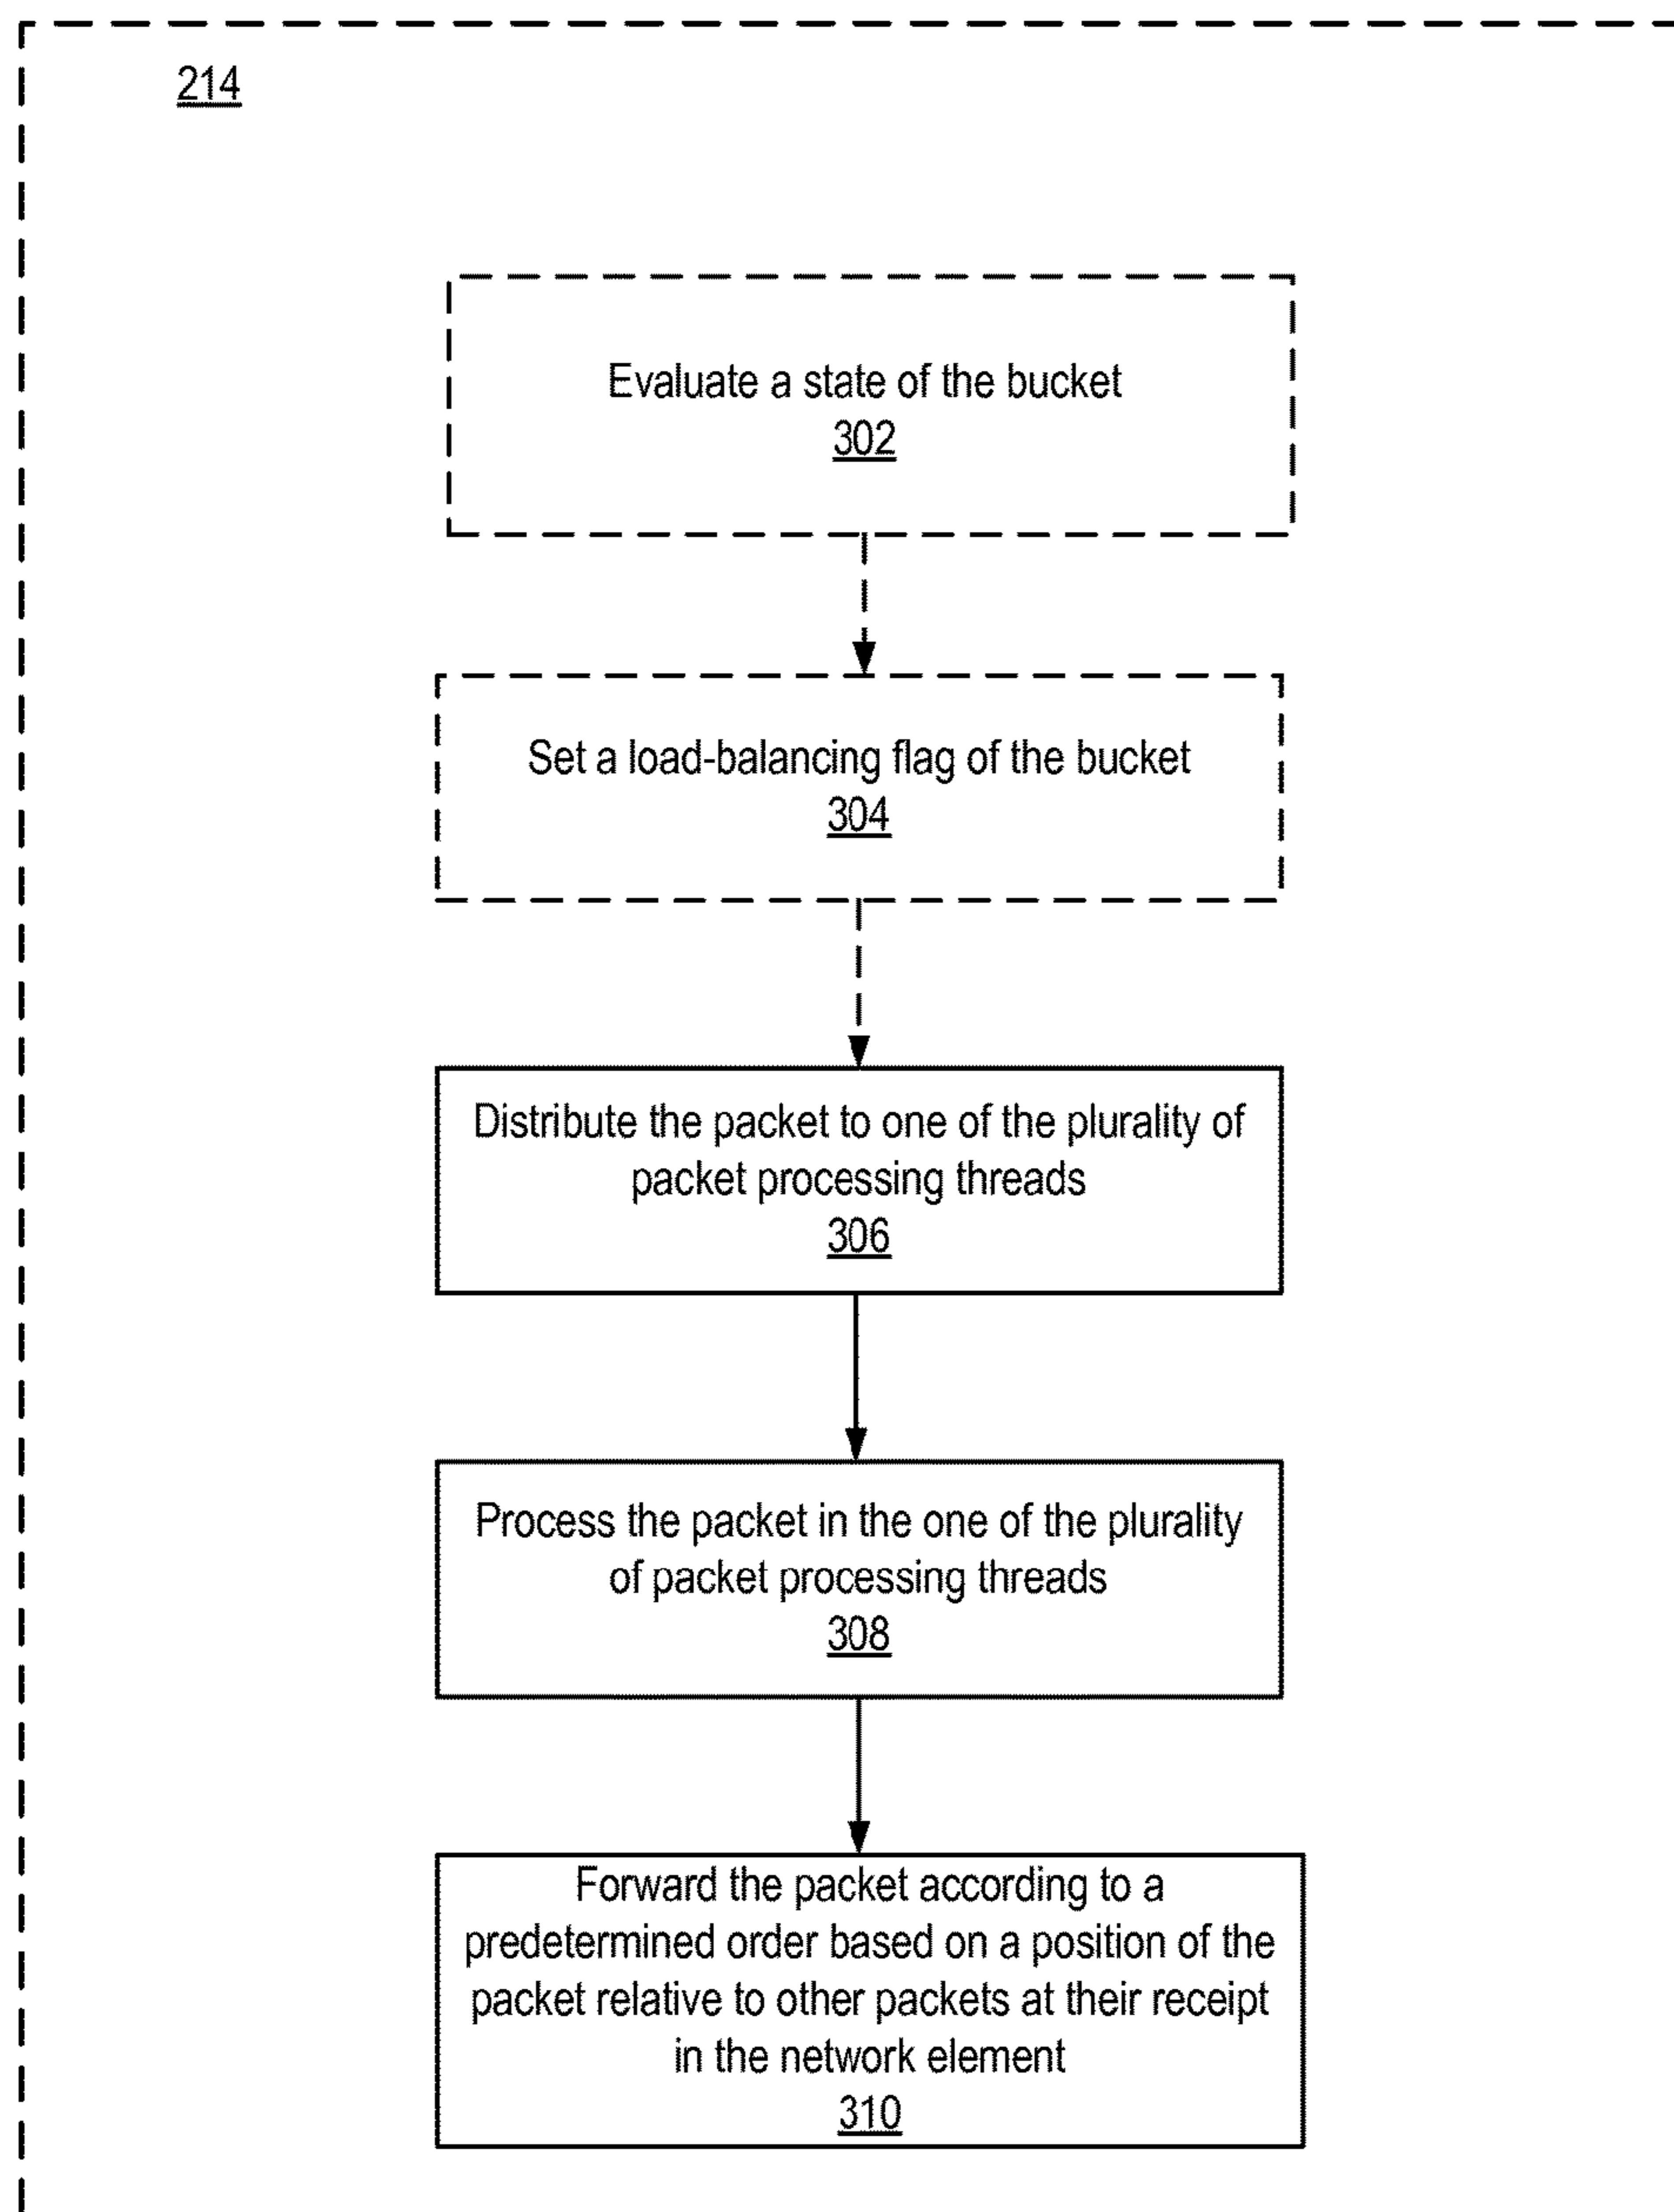 214
Evaluate a state of the bucket
302
Set a load-balancing flag of the bucket
304
Distribute the packet to one of the plurality of
packet processing threads
306
Process the packet in the one of the plurality
of packet processing threads
308
Forward the packet according to a
predetermined order based on a position of the
packet relative to other packets at their receipt
in the network element
310